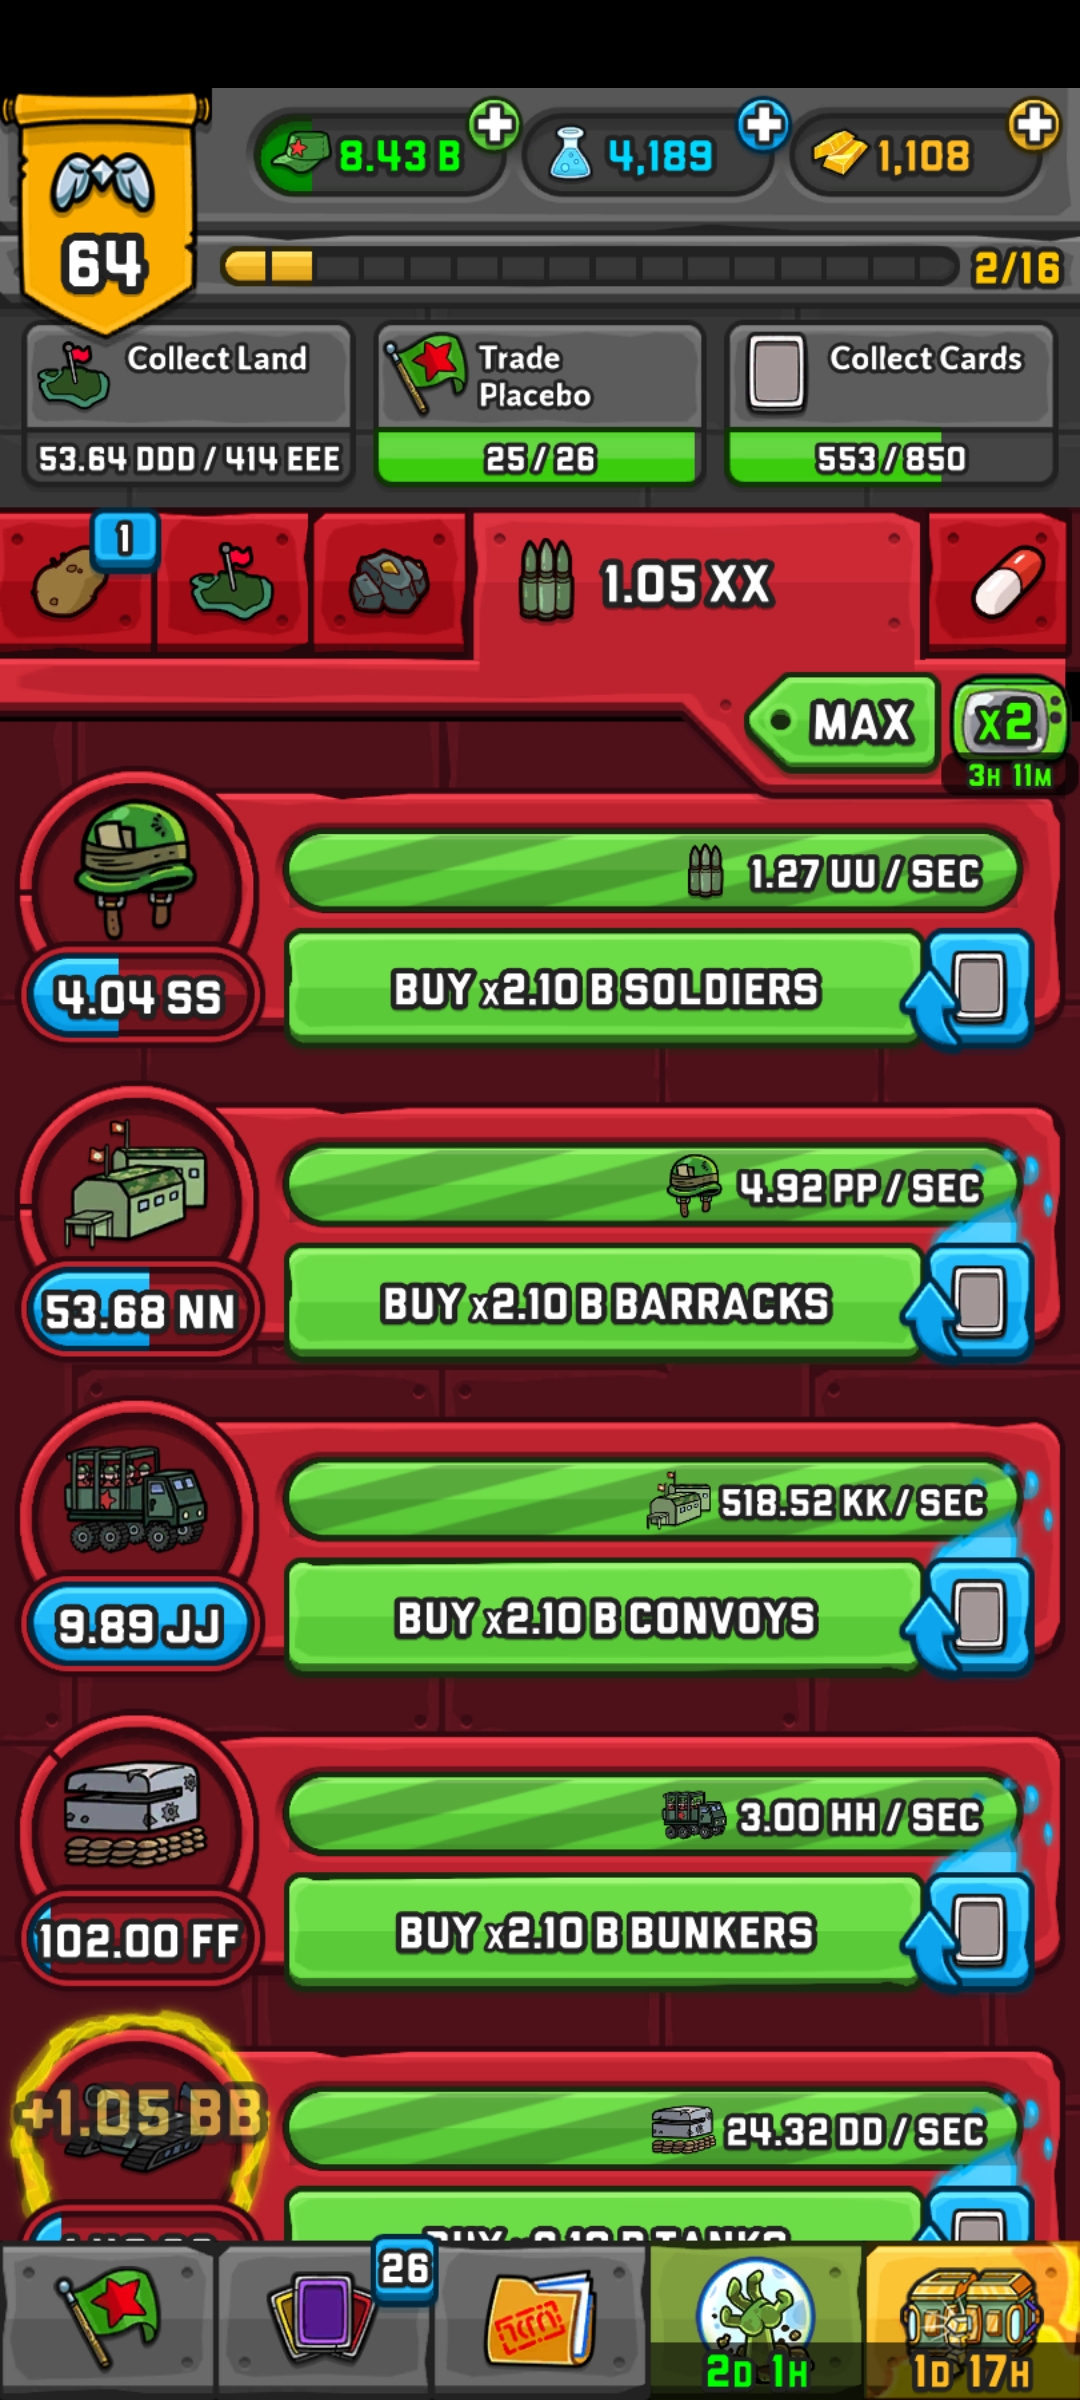 8.43 B
4,189
1,108
64
2/16
Collect Land
53.64 DDD / 414 EEE
Trade
Placebo
25 / 26
Collect Cards
553 / 850
1
1.05 XX
MAX
x2
3H 11M
1.27 UU / SEC
4.04 SS
BUY x2.10 B SOLDIERS
4.92 PP / SEC
53.68 NN
BUY x2.10 B BARRACKS
518.52 KK / SEC
9.89 JJ
BUY x2.10 B CONVOYS
3.00 HH / SEC
102.00 FF
BUY x2.10 B BUNKERS
+1.05 BB
24.32 DD / SEC
BUY x2.10 B TANKS
26
2D 1H
1D 17H